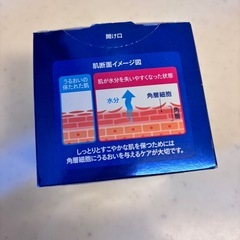 開け口
肌断面イメージ図
うるおいの
保たれた肌
肌が水分を失いやすくなった状態
水分
角層細胞
角層
しっとりとすこやかな肌を保つためには
角層細胞にうるおいを与えるケアが大切です。